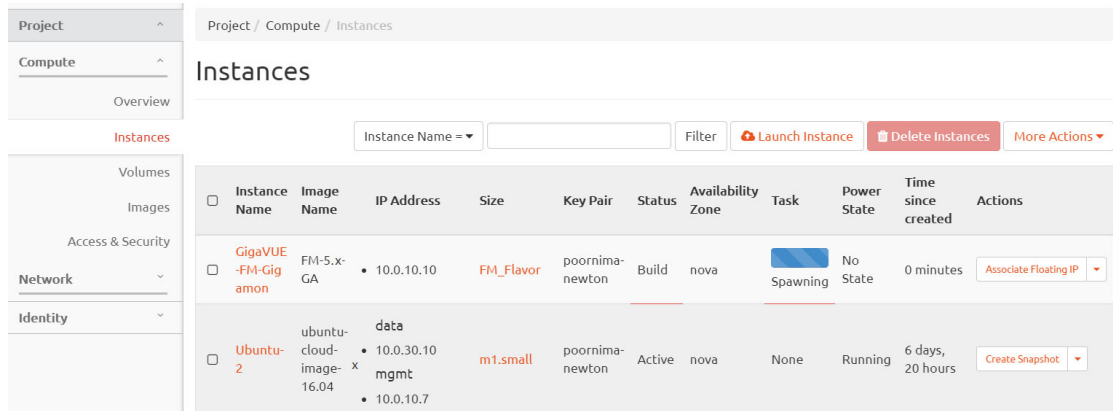 Project
Compute
Overview
Instances
Volumes
Images
Access & Security
Network
Identity
Project / Compute / Instances
Instances
Instance Name = Filter Launch Instance Delete Instances More Actions
Instance Name Image Name IP Address Size Key Pair Status Availability Zone Task Power State Time since created Actions
GigaVUE-FM-Gigamon FM-5.x-GA • 10.0.10.10 FM_Flavor poornima-newton Build nova Spawning No State 0 minutes Associate Floating IP
Ubuntu-2 ubuntu-cloud-image-16.04 x data • 10.0.30.10 mgmt • 10.0.10.7 m1.small poornima-newton Active nova None Running 6 days, 20 hours Create Snapshot